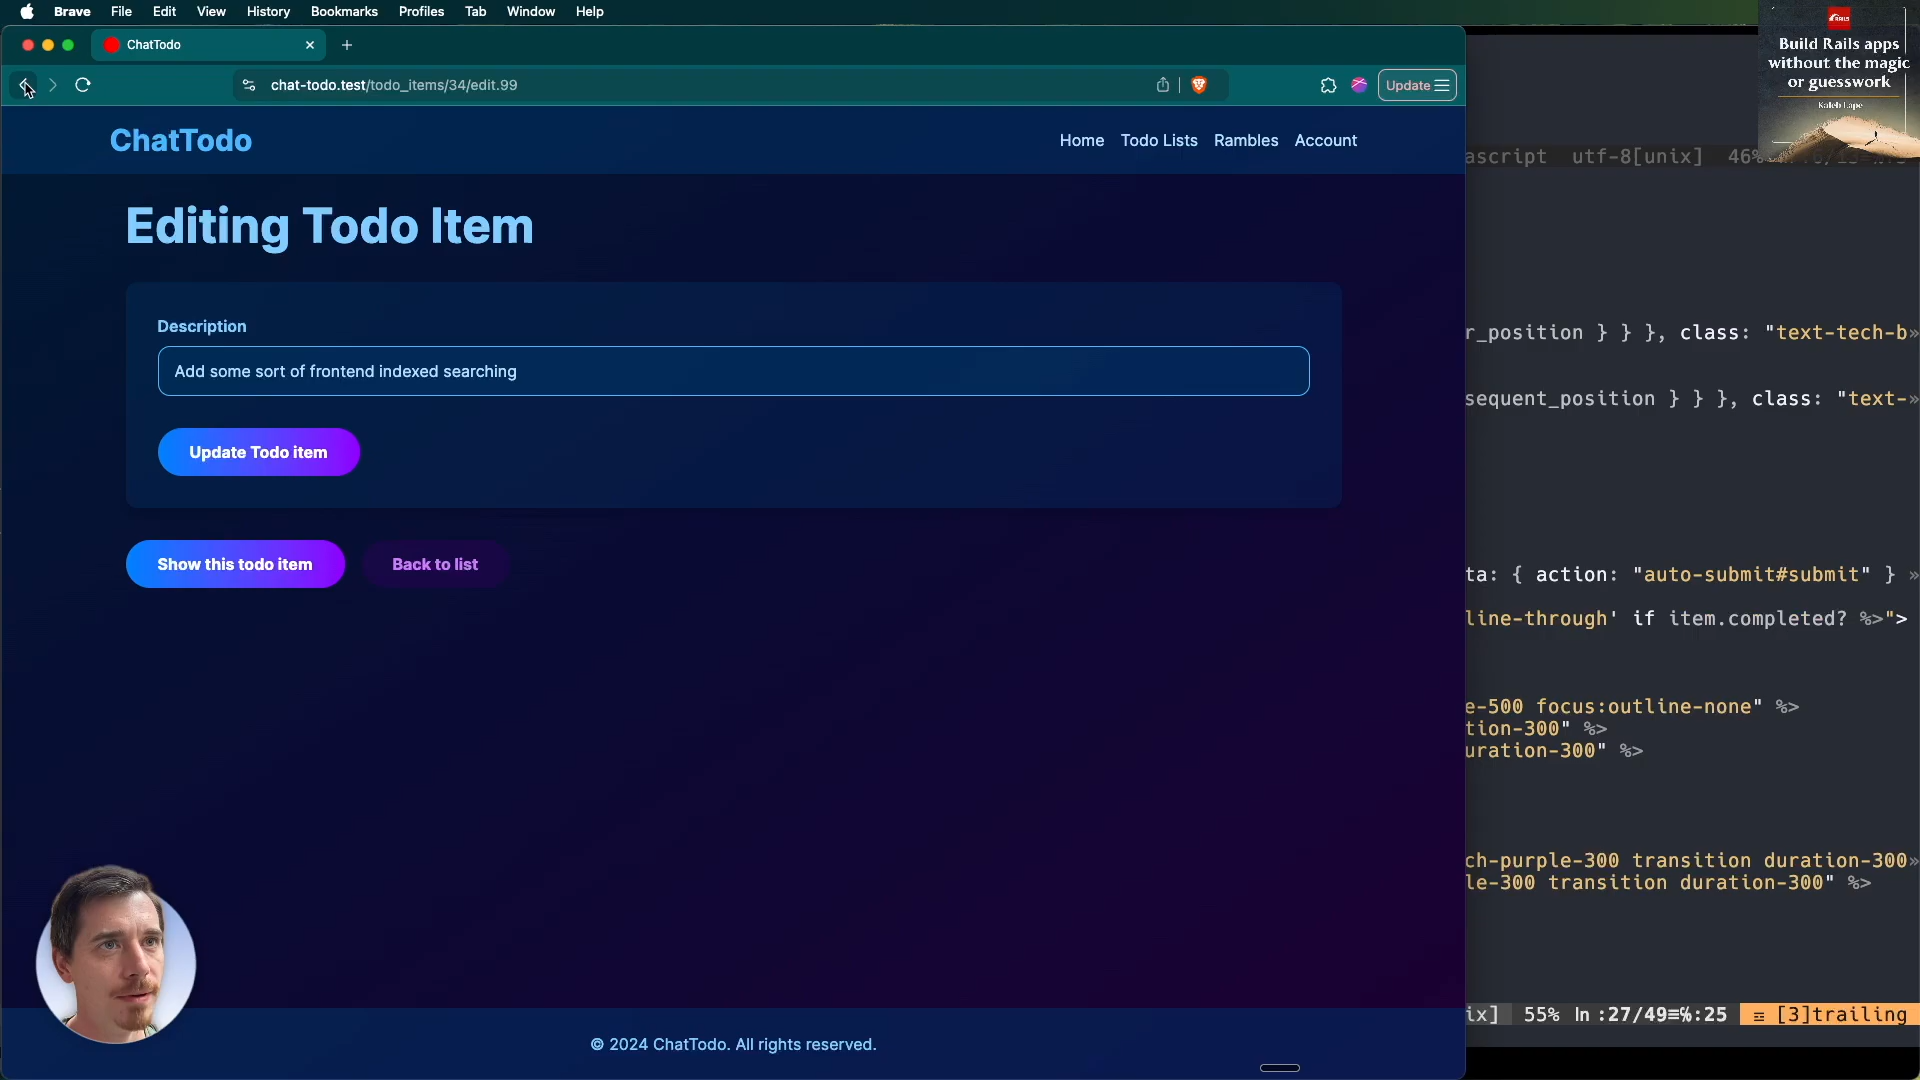 Brave File Edit View History Bookmarks Profiles Tab Window Help
ChatTodo
chat-todo.test/todo_items/34/edit.99
Update
RAILS
Build Rails apps
without the magic
or guesswork
Kaleb Lape
ChatTodo
Home Todo Lists Rambles Account
Editing Todo Item
Description
Add some sort of frontend indexed searching
Update Todo item
Show this todo item
Back to list
© 2024 ChatTodo. All rights reserved.
ascript utf-8[unix] 46%
r_position } } }, class: "text-tech-b»
sequent_position } } }, class: "text-»
ta: { action: "auto-submit#submit" } »
line-through' if item.completed? %>">
e-500 focus:outline-none" %>
tion-300" %>
uration-300" %>
ch-purple-300 transition duration-300»
le-300 transition duration-300" %>
ix] 55% ln :27/49≡%:25 ☲ [3]trailing